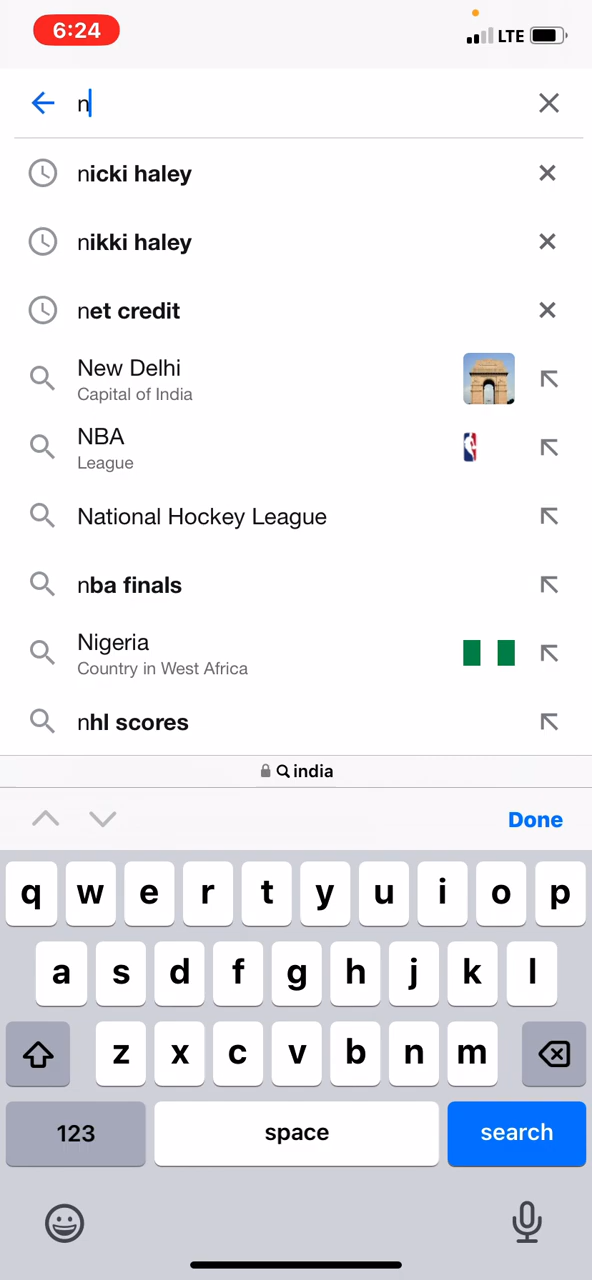 6:24
LTE
n
nicki haley
nikki haley
net credit
New Delhi
Capital of India
NBA
League
National Hockey League
nba finals
Nigeria
Country in West Africa
nhl scores
india
Done
q w e r t y u i o p
a s d f g h j k l
z x c v b n m
123 space search